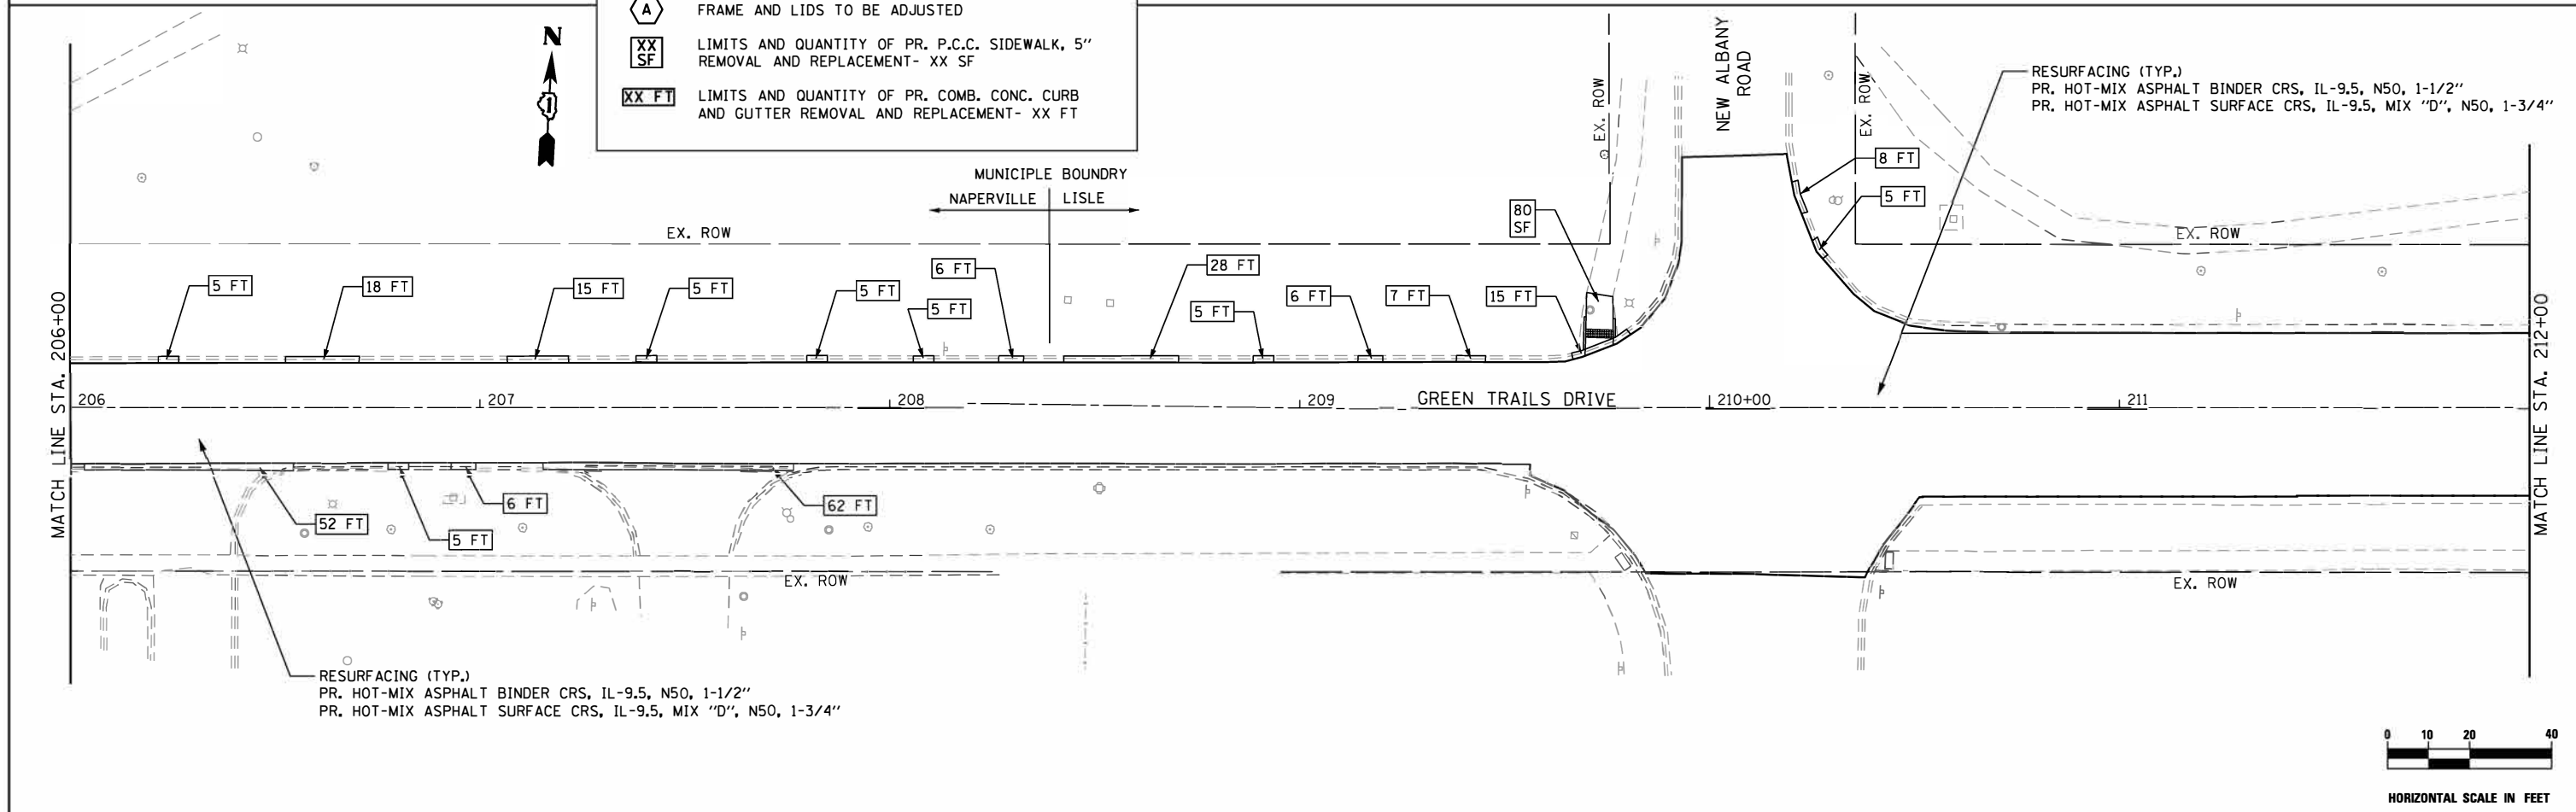 A
FRAME AND LIDS TO BE ADJUSTED
XX
SF
LIMITS AND QUANTITY OF PR. P.C.C. SIDEWALK, 5"
REMOVAL AND REPLACEMENT- XX SF
XX FT
LIMITS AND QUANTITY OF PR. COMB. CONC. CURB
AND GUTTER REMOVAL AND REPLACEMENT- XX FT
N
1
NEW ALBANY
ROAD
EX. ROW
EX. ROW
RESURFACING (TYP.)
PR. HOT-MIX ASPHALT BINDER CRS, IL-9.5, N50, 1-1/2"
PR. HOT-MIX ASPHALT SURFACE CRS, IL-9.5, MIX "D", N50, 1-3/4"
8 FT
5 FT
MUNICIPLE BOUNDRY
NAPERVILLE
LISLE
80
SF
EX. ROW
EX. ROW
5 FT
18 FT
15 FT
5 FT
5 FT
5 FT
6 FT
28 FT
5 FT
6 FT
7 FT
15 FT
MATCH LINE STA. 206+00
MATCH LINE STA. 212+00
206
207
208
209
GREEN TRAILS DRIVE
210+00
211
52 FT
5 FT
6 FT
62 FT
EX. ROW
EX. ROW
RESURFACING (TYP.)
PR. HOT-MIX ASPHALT BINDER CRS, IL-9.5, N50, 1-1/2"
PR. HOT-MIX ASPHALT SURFACE CRS, IL-9.5, MIX "D", N50, 1-3/4"
0 10 20 40
HORIZONTAL SCALE IN FEET